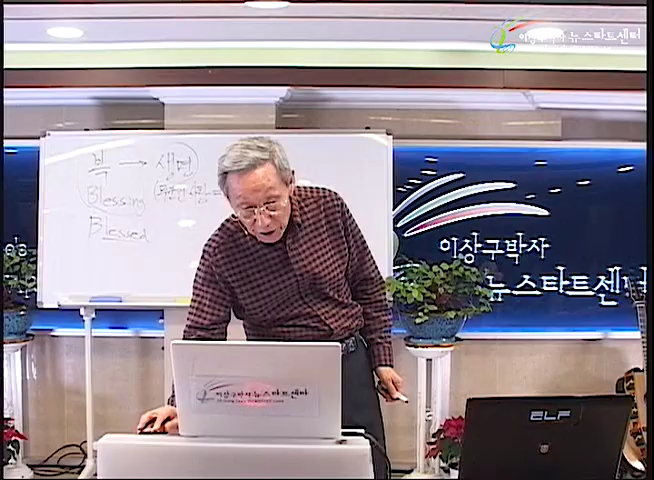 이상구박사 뉴스타트센터
복 → 생명
Blessing
Blessed
이상구박사
뉴스타트센터
이상구박사 뉴스타트센터
ELF